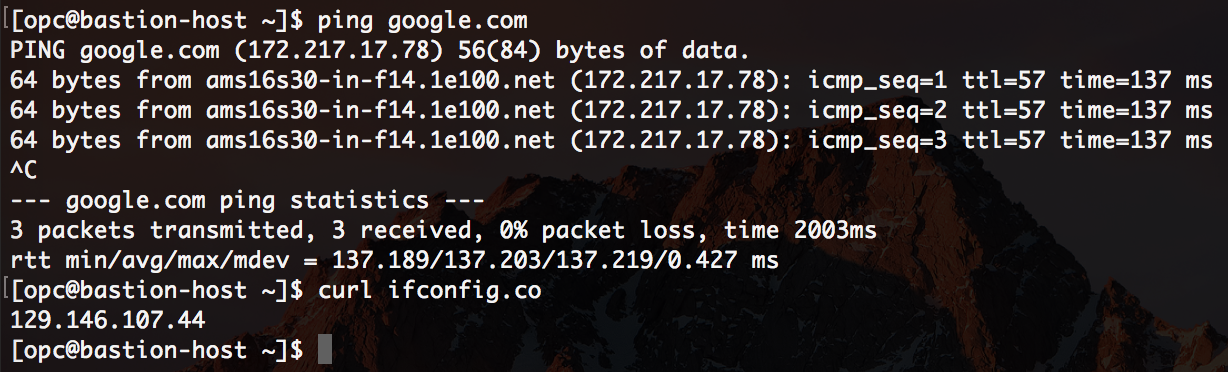 [opc@bastion-host ~]$ ping google.com
PING google.com (172.217.17.78) 56(84) bytes of data.
64 bytes from ams16s30-in-f14.1e100.net (172.217.17.78): icmp_seq=1 ttl=57 time=137 ms
64 bytes from ams16s30-in-f14.1e100.net (172.217.17.78): icmp_seq=2 ttl=57 time=137 ms
64 bytes from ams16s30-in-f14.1e100.net (172.217.17.78): icmp_seq=3 ttl=57 time=137 ms
^C
--- google.com ping statistics ---
3 packets transmitted, 3 received, 0% packet loss, time 2003ms
rtt min/avg/max/mdev = 137.189/137.203/137.219/0.427 ms
[opc@bastion-host ~]$ curl ifconfig.co
129.146.107.44
[opc@bastion-host ~]$